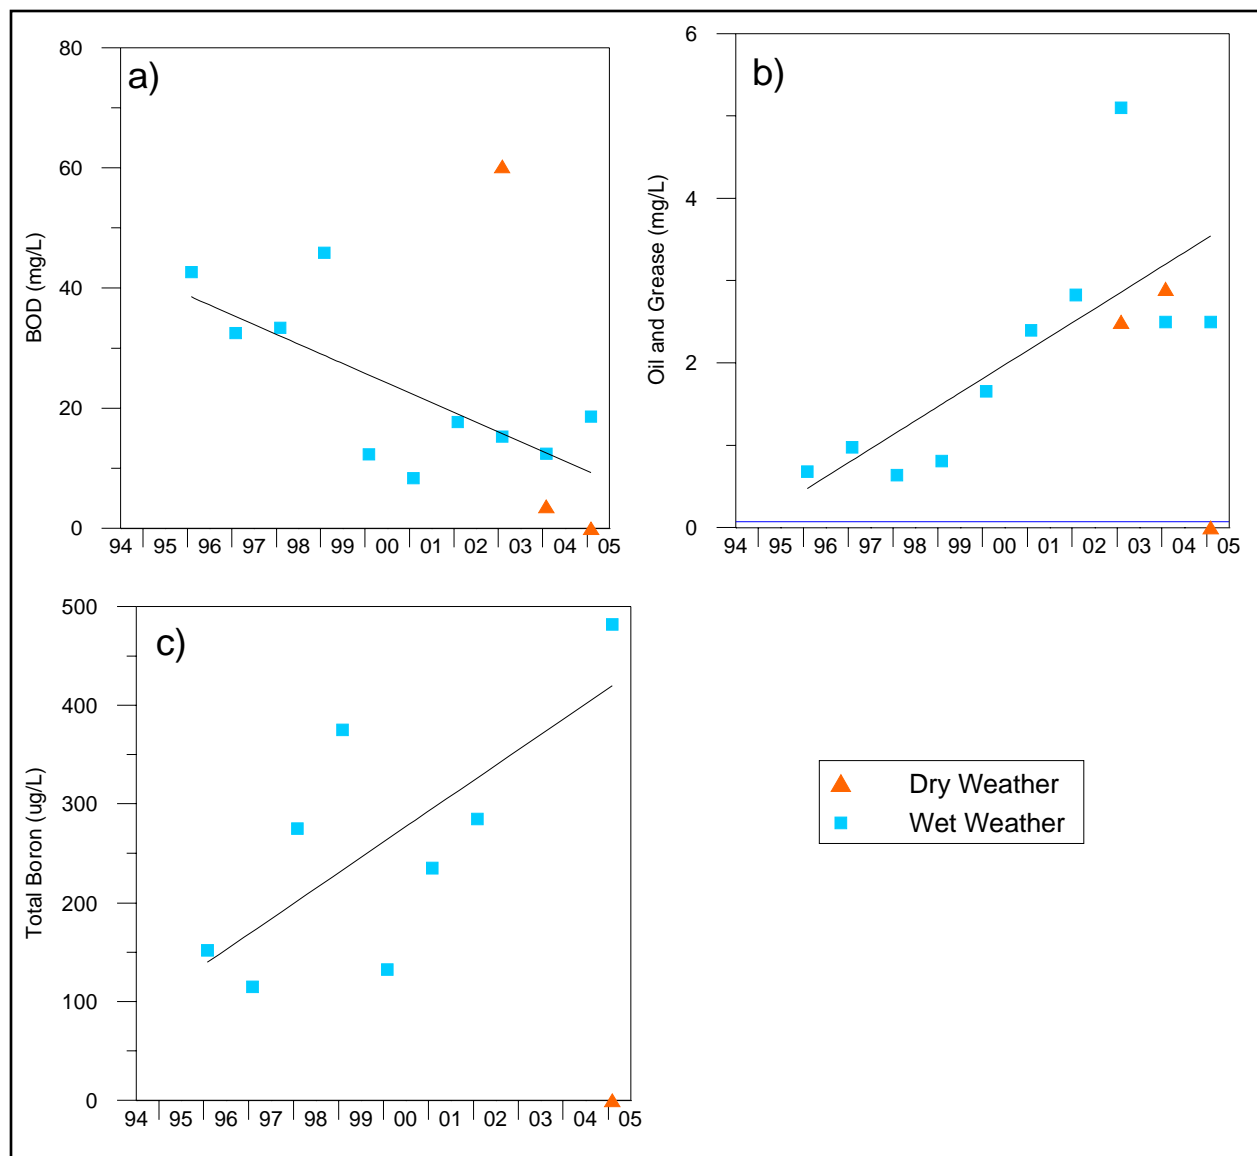 a)
BOD (mg/L)
80
60
40
20
0
94 95 96 97 98 99 00 01 02 03 04 05
b)
Oil and Grease (mg/L)
6
4
2
0
94 95 96 97 98 99 00 01 02 03 04 05
c)
Total Boron (ug/L)
500
400
300
200
100
0
94 95 96 97 98 99 00 01 02 03 04 05
Dry Weather
Wet Weather